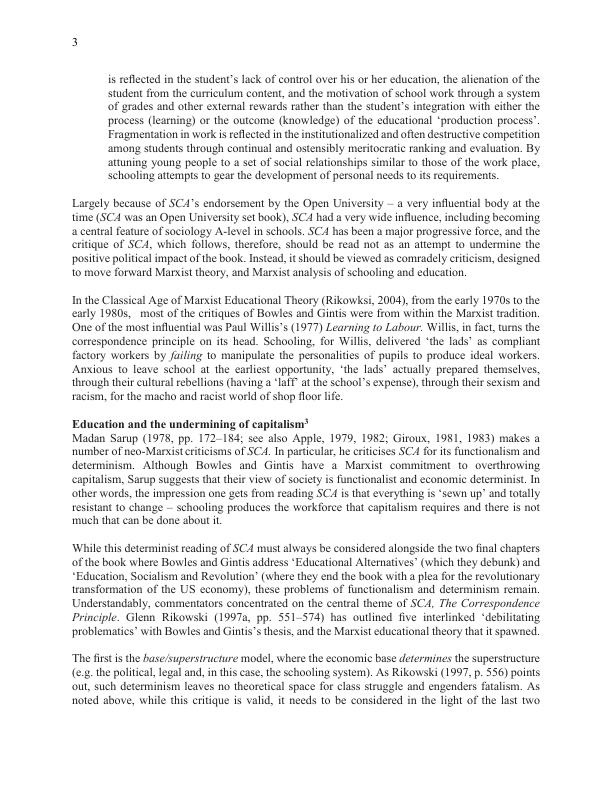 3
is reflected in the student’s lack of control over his or her education, the alienation of the
student from the curriculum content, and the motivation of school work through a system
of grades and other external rewards rather than the student’s integration with either the
process (learning) or the outcome (knowledge) of the educational ‘production process’.
Fragmentation in work is reflected in the institutionalized and often destructive competition
among students through continual and ostensibly meritocratic ranking and evaluation. By
attuning young people to a set of social relationships similar to those of the work place,
schooling attempts to gear the development of personal needs to its requirements.
Largely because of SCA’s endorsement by the Open University – a very influential body at the
time (SCA was an Open University set book), SCA had a very wide influence, including becoming
a central feature of sociology A-level in schools. SCA has been a major progressive force, and the
critique of SCA, which follows, therefore, should be read not as an attempt to undermine the
positive political impact of the book. Instead, it should be viewed as comradely criticism, designed
to move forward Marxist theory, and Marxist analysis of schooling and education.
In the Classical Age of Marxist Educational Theory (Rikowksi, 2004), from the early 1970s to the
early 1980s, most of the critiques of Bowles and Gintis were from within the Marxist tradition.
One of the most influential was Paul Willis’s (1977) Learning to Labour. Willis, in fact, turns the
correspondence principle on its head. Schooling, for Willis, delivered ‘the lads’ as compliant
factory workers by failing to manipulate the personalities of pupils to produce ideal workers.
Anxious to leave school at the earliest opportunity, ‘the lads’ actually prepared themselves,
through their cultural rebellions (having a ‘laff’ at the school’s expense), through their sexism and
racism, for the macho and racist world of shop floor life.
Education and the undermining of capitalism3
Madan Sarup (1978, pp. 172–184; see also Apple, 1979, 1982; Giroux, 1981, 1983) makes a
number of neo-Marxist criticisms of SCA. In particular, he criticises SCA for its functionalism and
determinism. Although Bowles and Gintis have a Marxist commitment to overthrowing
capitalism, Sarup suggests that their view of society is functionalist and economic determinist. In
other words, the impression one gets from reading SCA is that everything is ‘sewn up’ and totally
resistant to change – schooling produces the workforce that capitalism requires and there is not
much that can be done about it.
While this determinist reading of SCA must always be considered alongside the two final chapters
of the book where Bowles and Gintis address ‘Educational Alternatives’ (which they debunk) and
‘Education, Socialism and Revolution’ (where they end the book with a plea for the revolutionary
transformation of the US economy), these problems of functionalism and determinism remain.
Understandably, commentators concentrated on the central theme of SCA, The Correspondence
Principle. Glenn Rikowski (1997a, pp. 551–574) has outlined five interlinked ‘debilitating
problematics’ with Bowles and Gintis’s thesis, and the Marxist educational theory that it spawned.
The first is the base/superstructure model, where the economic base determines the superstructure
(e.g. the political, legal and, in this case, the schooling system). As Rikowski (1997, p. 556) points
out, such determinism leaves no theoretical space for class struggle and engenders fatalism. As
noted above, while this critique is valid, it needs to be considered in the light of the last two